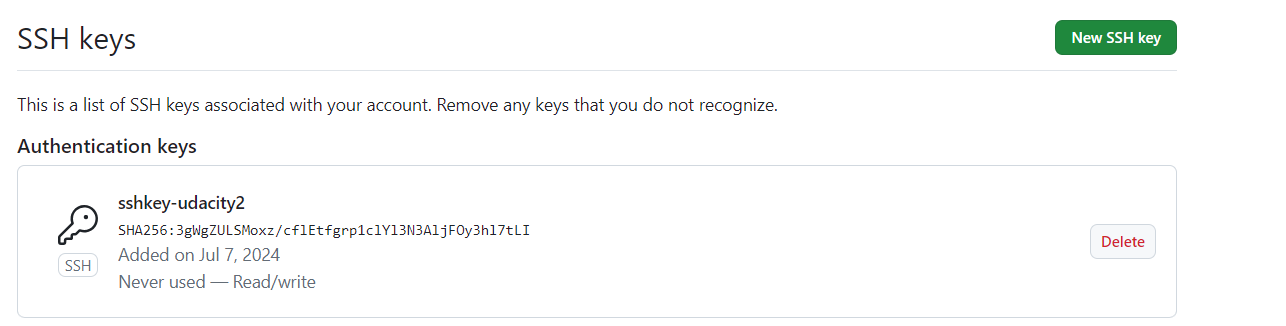 SSH keys
New SSH key
This is a list of SSH keys associated with your account. Remove any keys that you do not recognize.
Authentication keys
sshkey-udacity2
SHA256:3gWgZULSMoxz/cflEtfgrp1clYl3N3AljFOy3hl7tLI
Added on Jul 7, 2024
Never used — Read/write
SSH
Delete